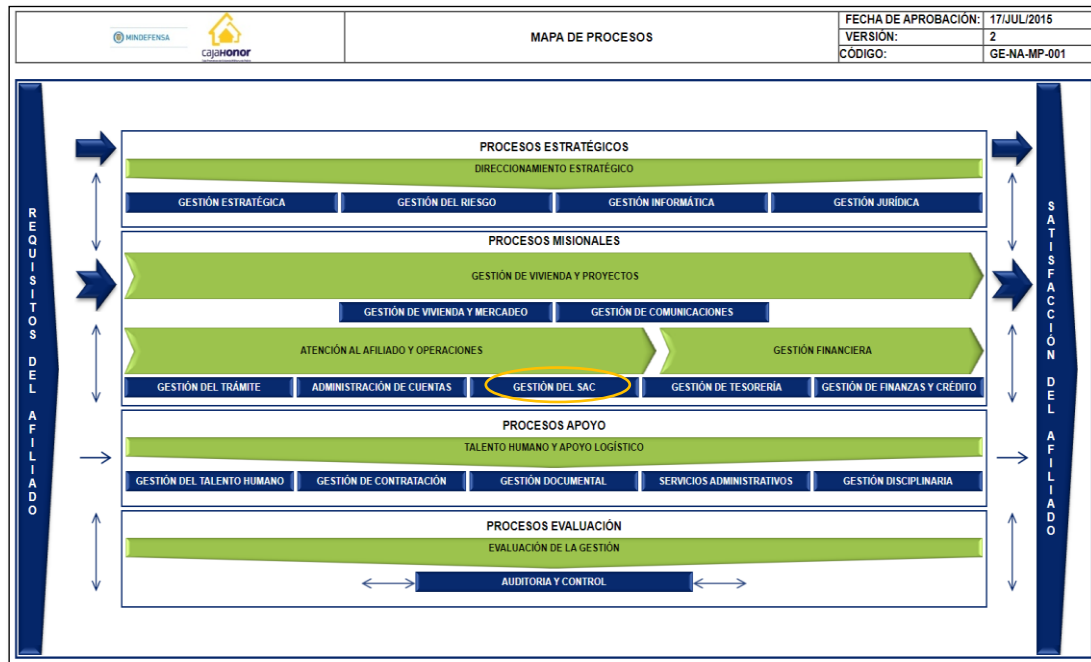 MINDEFENSA
cajaHonor
MAPA DE PROCESOS
FECHA DE APROBACIÓN: 17/JUL/2015
VERSIÓN: 2
CÓDIGO: GE-NA-MP-001
REQUISITOS DEL AFILIADO
PROCESOS ESTRATÉGICOS
DIRECCIONAMIENTO ESTRATÉGICO
GESTIÓN ESTRATÉGICA GESTIÓN DEL RIESGO GESTIÓN INFORMÁTICA GESTIÓN JURÍDICA
PROCESOS MISIONALES
GESTIÓN DE VIVIENDA Y PROYECTOS
GESTIÓN DE VIVIENDA Y MERCADEO GESTIÓN DE COMUNICACIONES
ATENCIÓN AL AFILIADO Y OPERACIONES GESTIÓN FINANCIERA
GESTIÓN DEL TRÁMITE ADMINISTRACIÓN DE CUENTAS GESTIÓN DEL SAC GESTIÓN DE TESORERÍA GESTIÓN DE FINANZAS Y CRÉDITO
PROCESOS APOYO
TALENTO HUMANO Y APOYO LOGÍSTICO
GESTIÓN DEL TALENTO HUMANO GESTIÓN DE CONTRATACIÓN GESTIÓN DOCUMENTAL SERVICIOS ADMINISTRATIVOS GESTIÓN DISCIPLINARIA
PROCESOS EVALUACIÓN
EVALUACIÓN DE LA GESTIÓN
AUDITORIA Y CONTROL
SATISFACCIÓN DEL AFILIADO